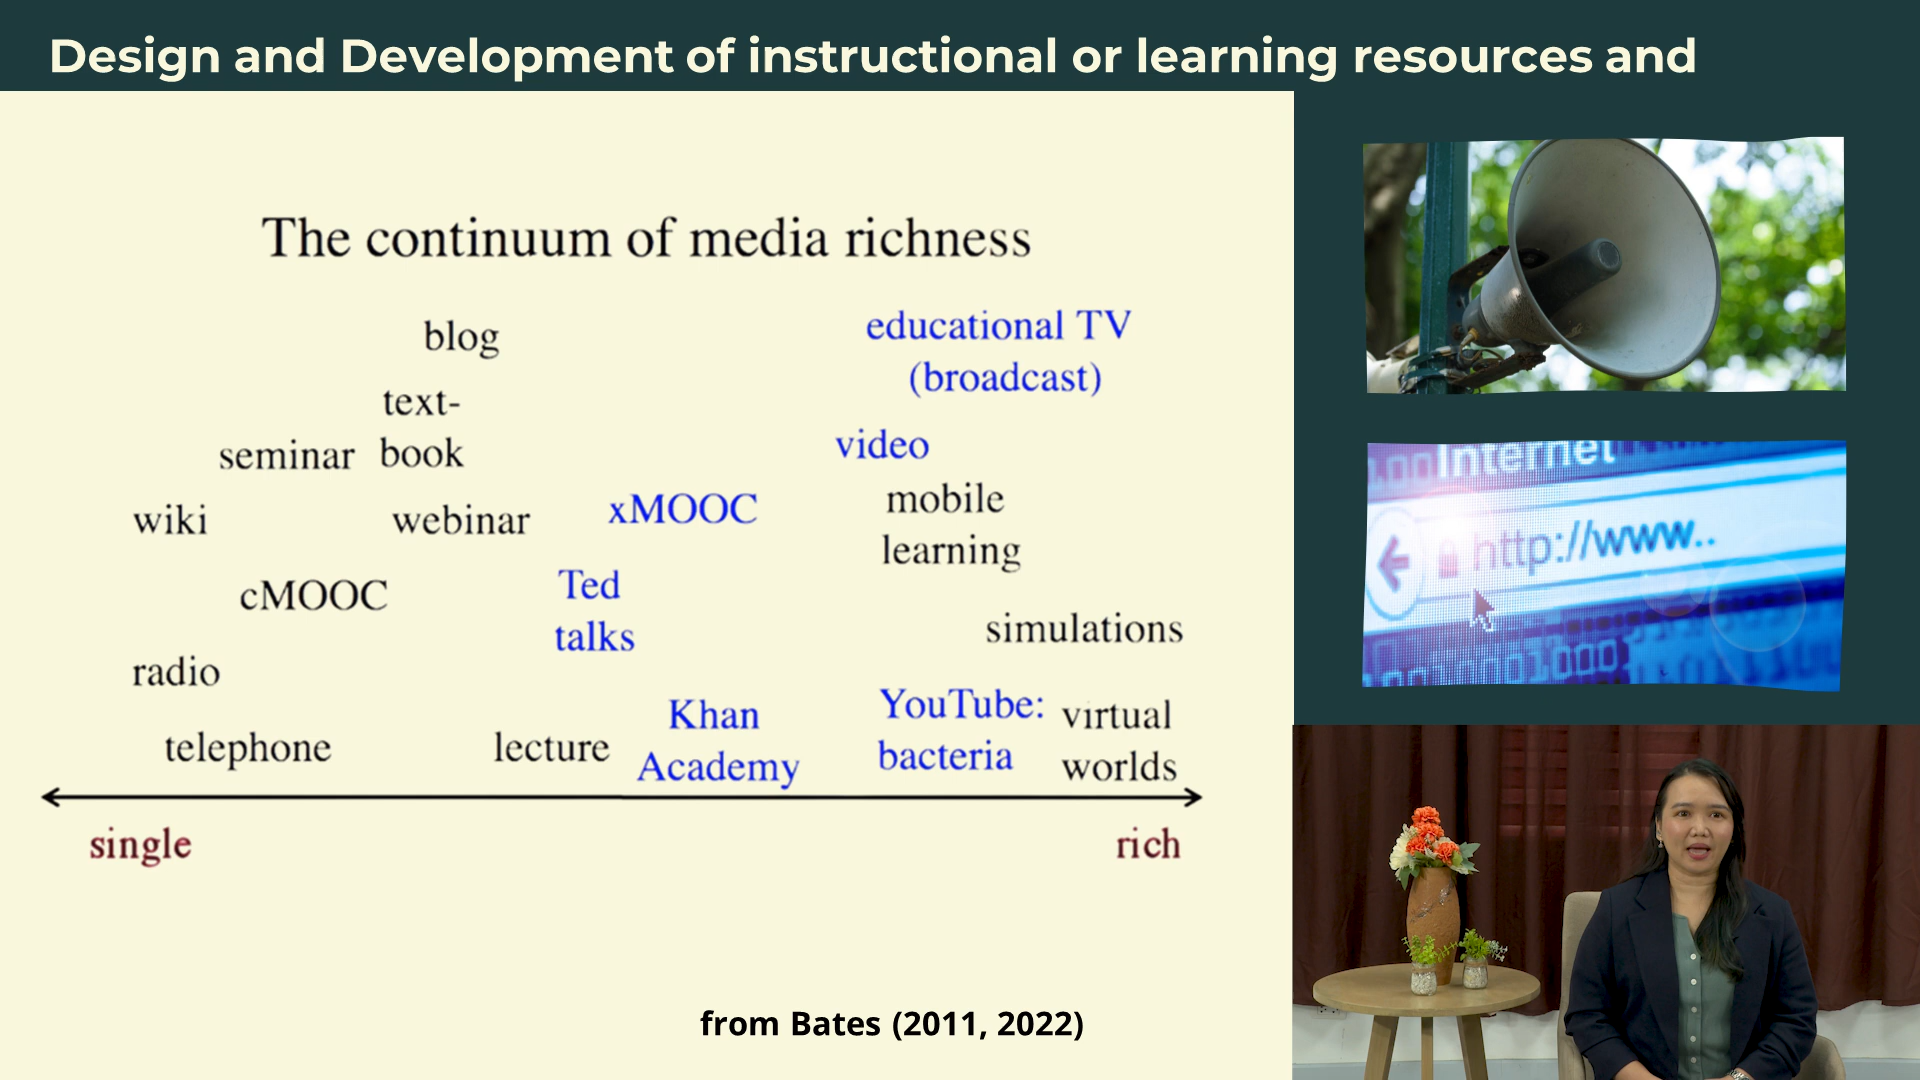 Design and Development of instructional or learning resources and
The continuum of media richness
blog
educational TV
(broadcast)
text-
book
seminar
video
wiki
webinar
xMOOC
mobile
learning
cMOOC
Ted
talks
simulations
radio
telephone
lecture
Khan
Academy
YouTube:
bacteria
virtual
worlds
single
rich
from Bates (2011, 2022)
Internet
http://www..